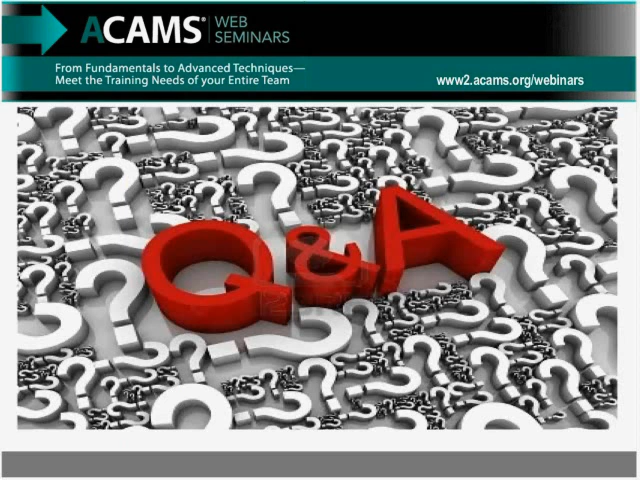 ACAMS® WEB
SEMINARS
From Fundamentals to Advanced Techniques—
Meet the Training Needs of your Entire Team
www2.acams.org/webinars
Q&A